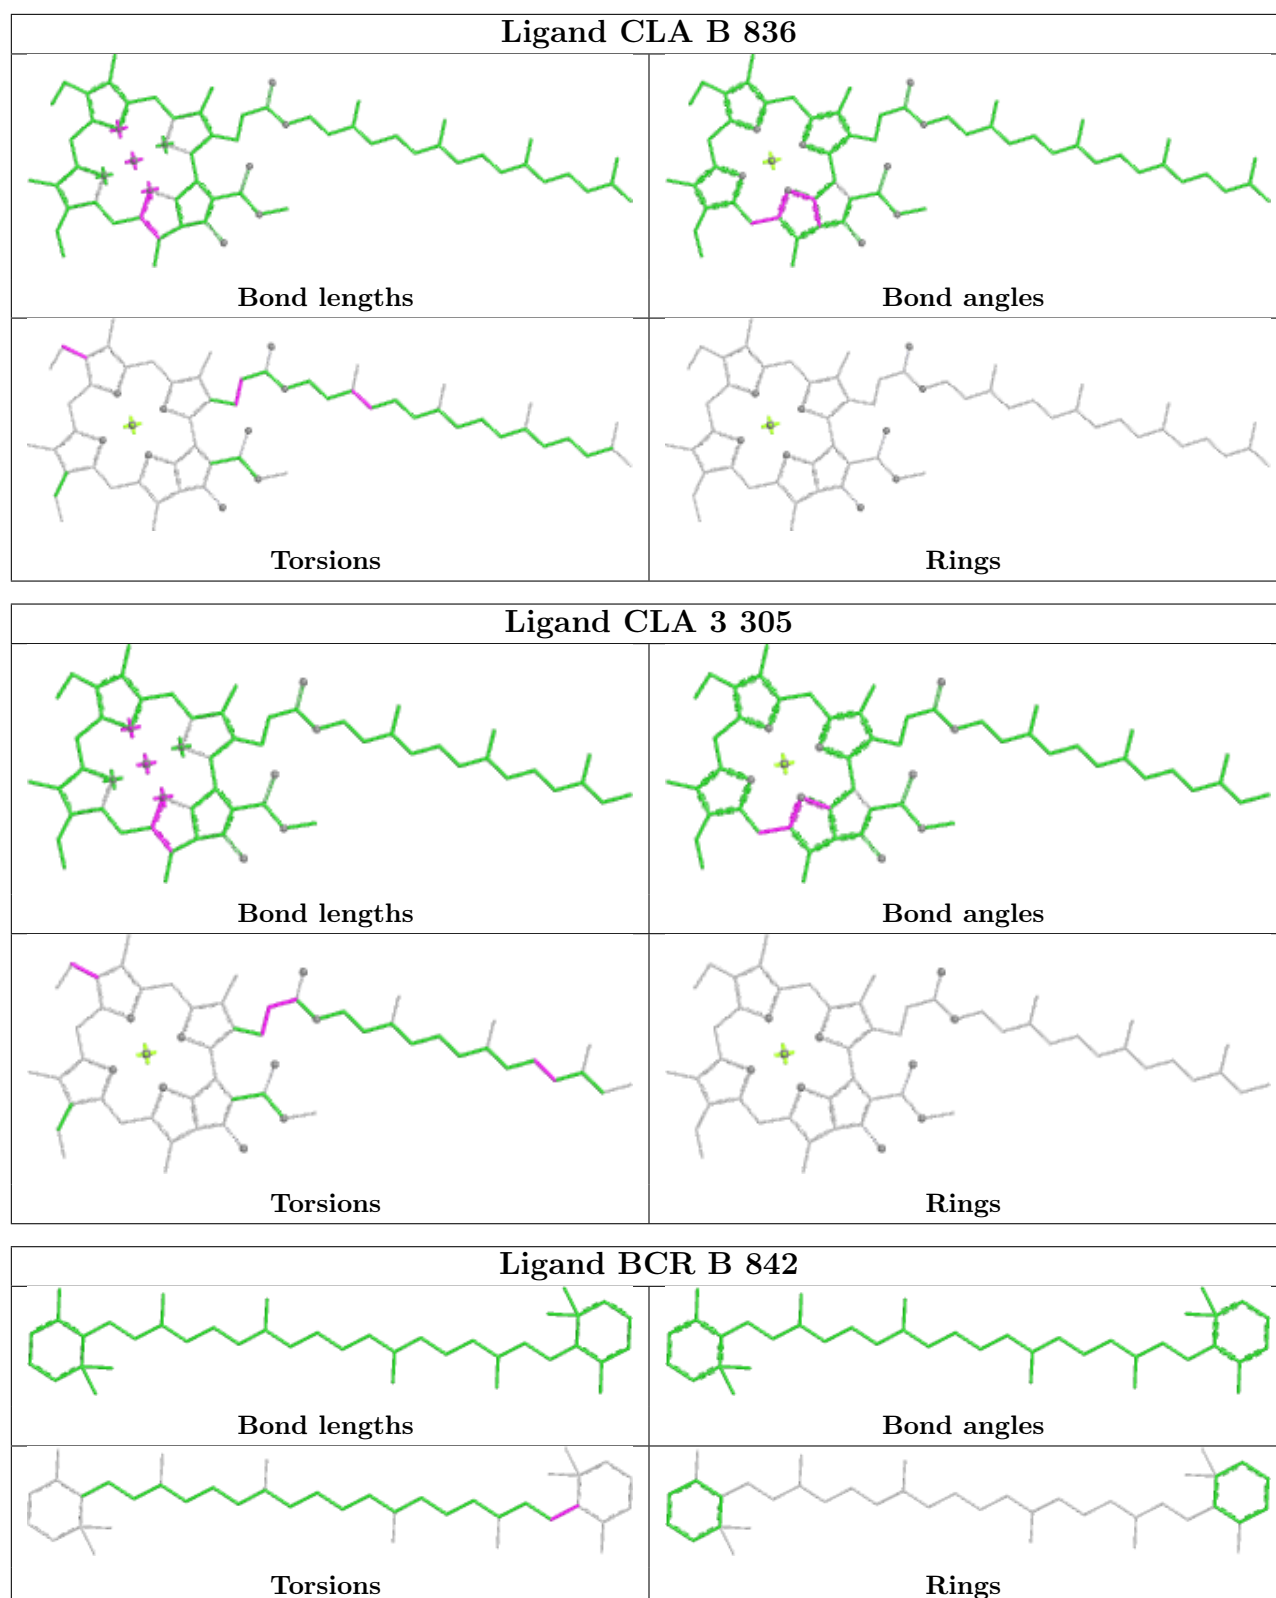 Ligand CLA B 836
Bond lengths
Bond angles
Torsions
Rings
Ligand CLA 3 305
Bond lengths
Bond angles
Torsions
Rings
Ligand BCR B 842
Bond lengths
Bond angles
Torsions
Rings